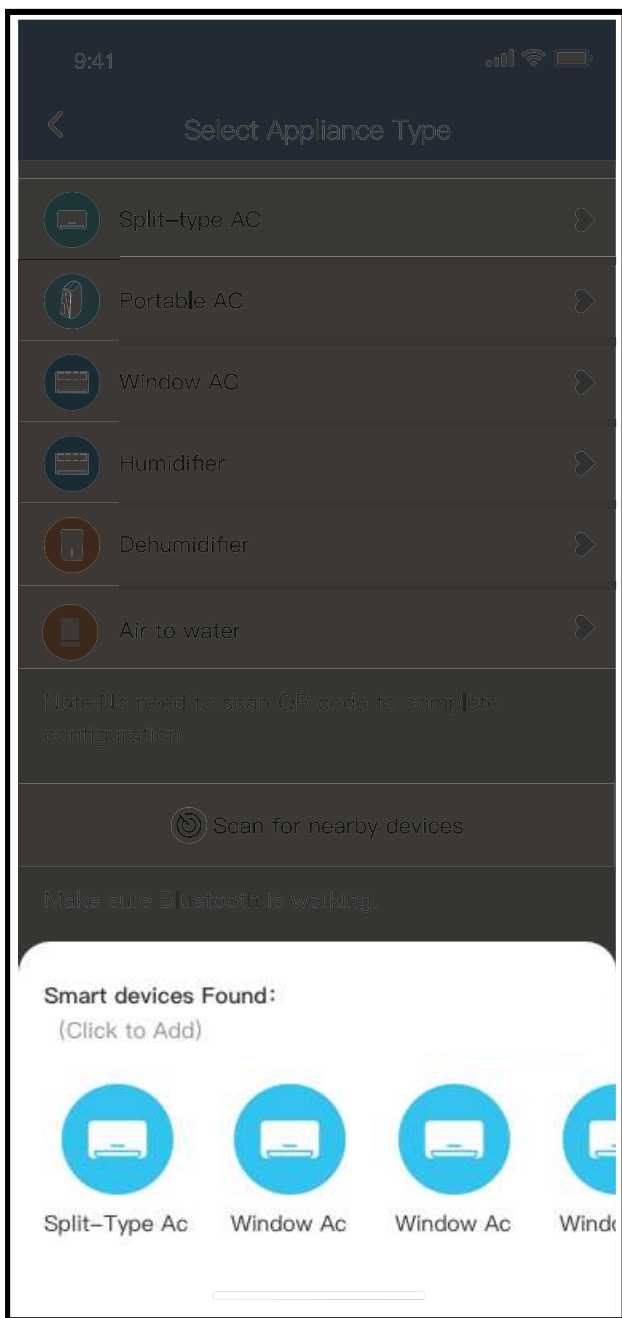 9:41
Select Appliance Type
Split-type AC
Portable AC
Window AC
Humidifier
Dehumidifier
Air to water
Note:No need to scan QR code to complete
configuration
Scan for nearby devices
Make sure Bluetooth is working.
Smart devices Found:
(Click to Add)
Split-Type Ac Window Ac Window Ac Windo